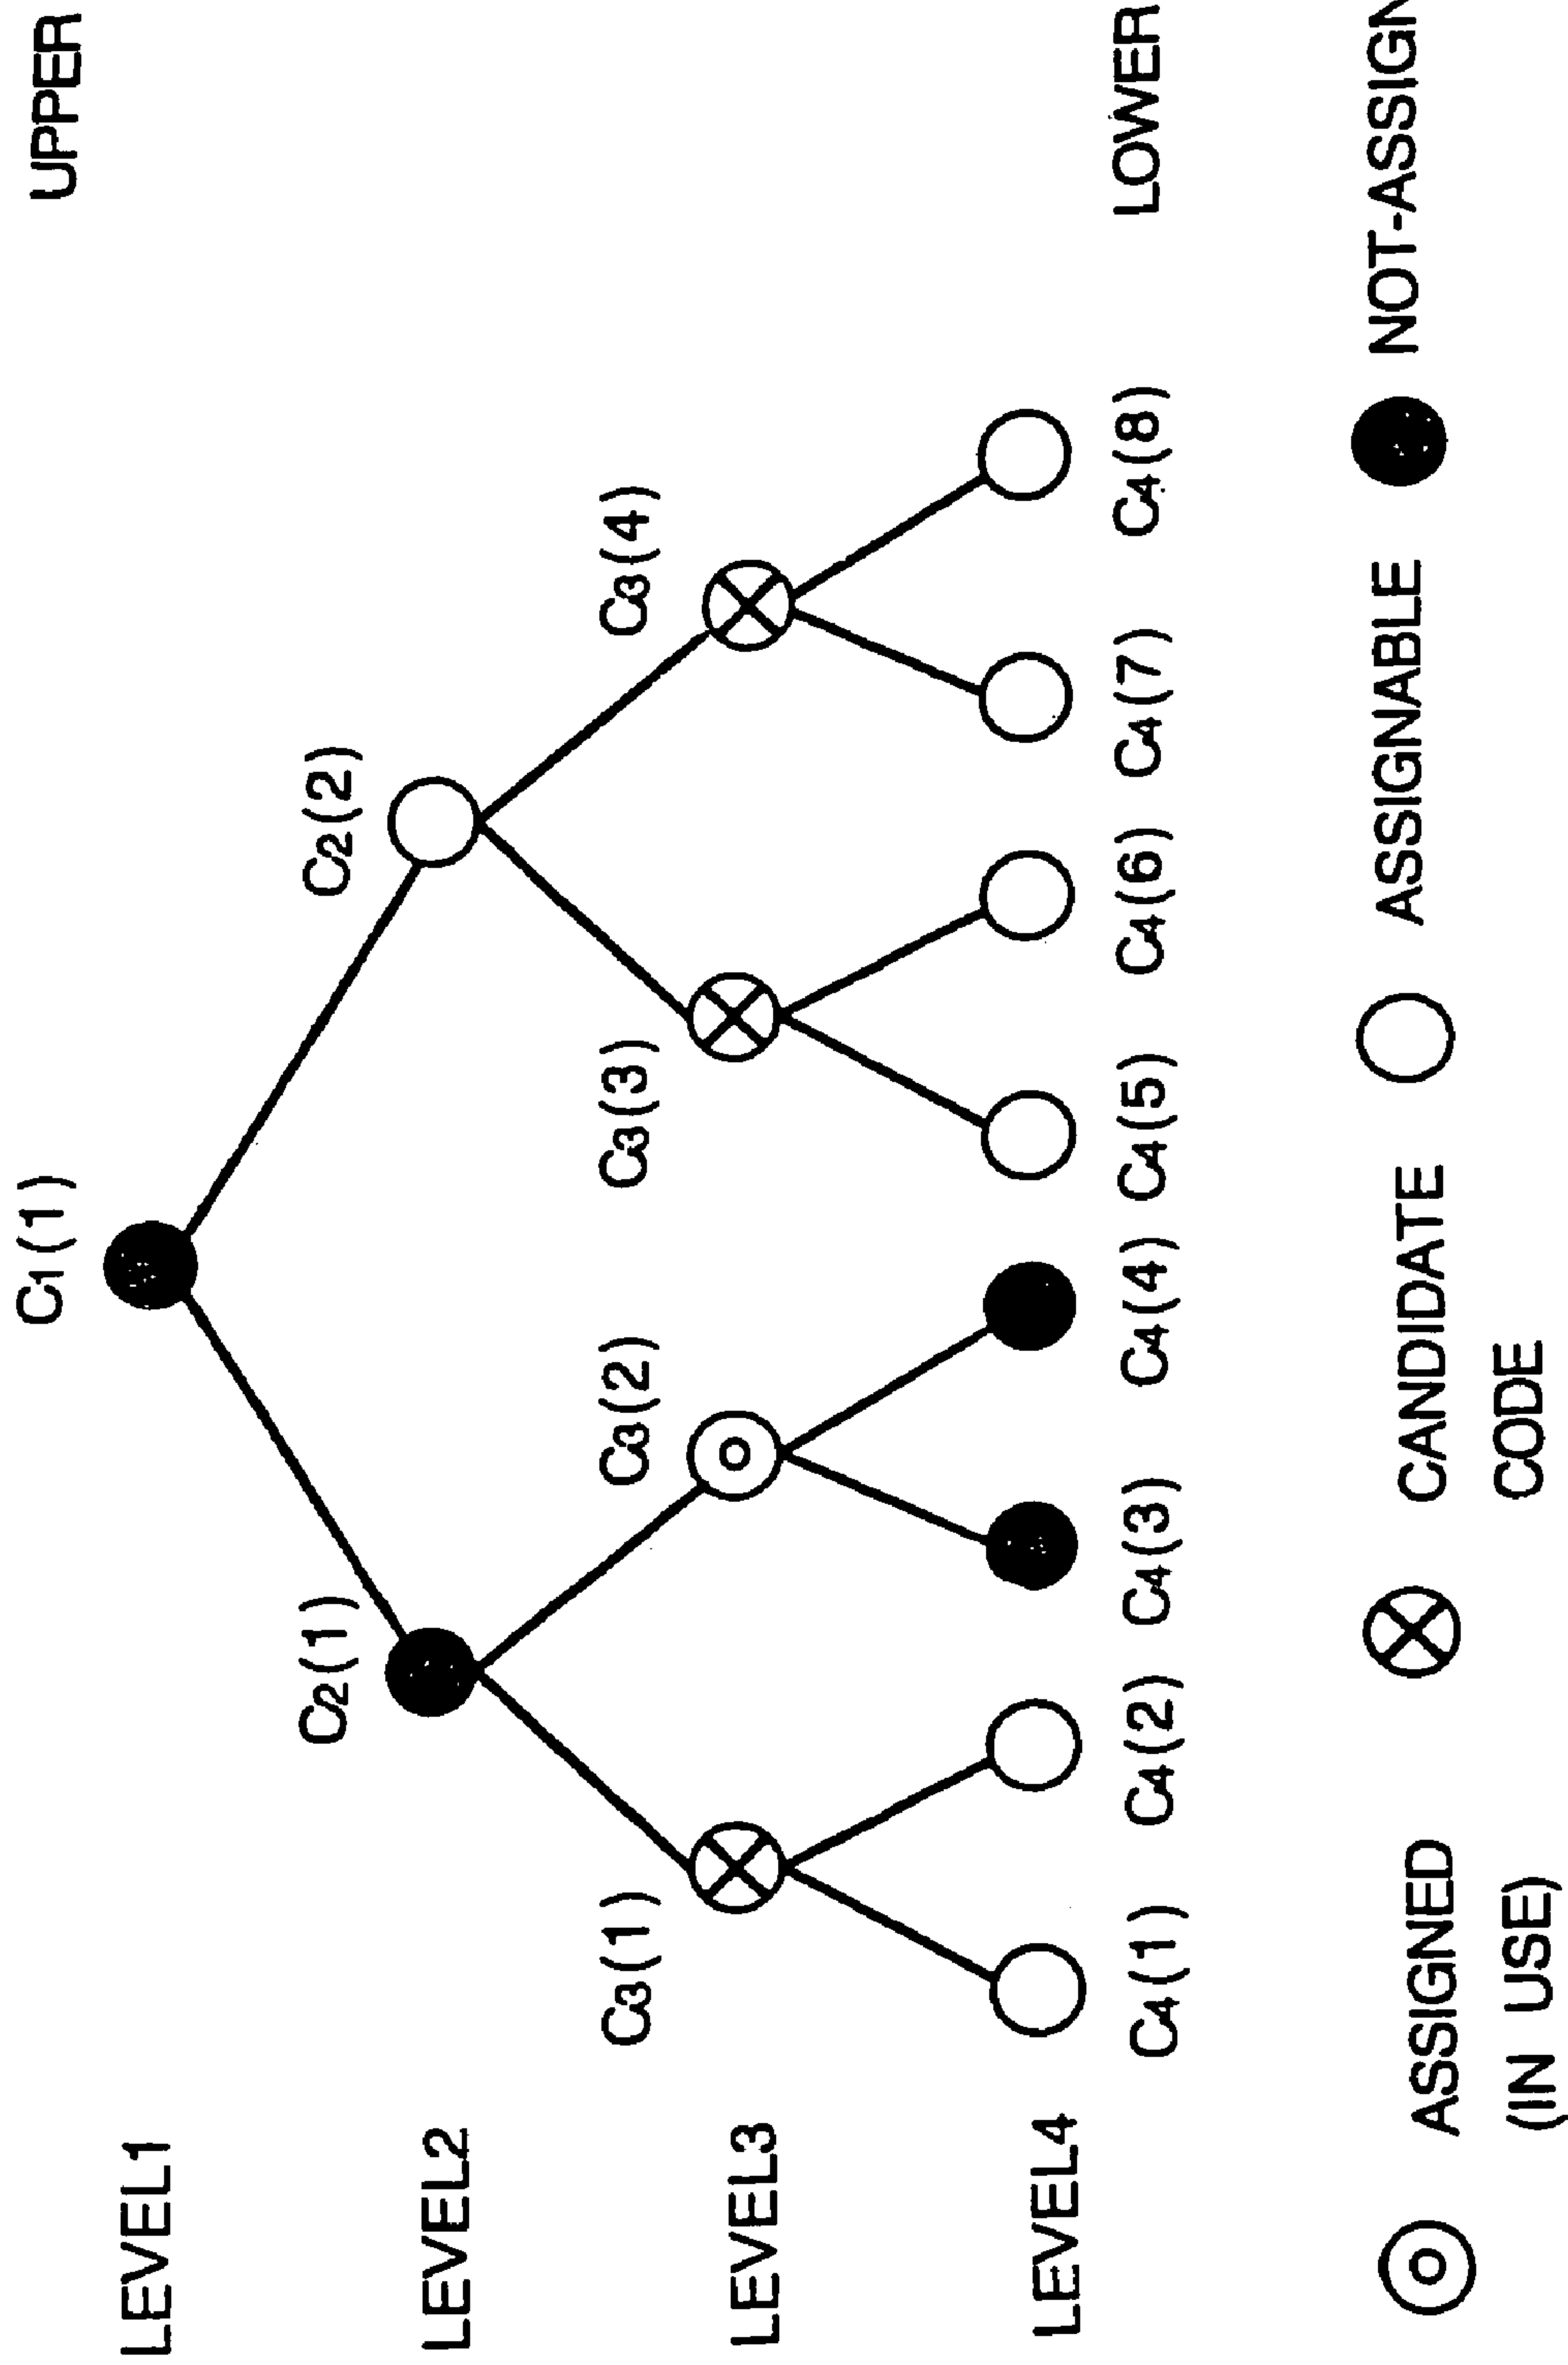 UPPER
C1(1)
LEVEL1
C2(1) C2(2)
LEVEL2
C3(1) C3(2) C3(3) C3(4)
LEVEL3
LEVEL4
C4(1) C4(2) C4(3) C4(4) C4(5) C4(6) C4(7) C4(8) LOWER
ASSIGNED (IN USE)
CANDIDATE CODE
ASSIGNABLE
NOT-ASSIGN